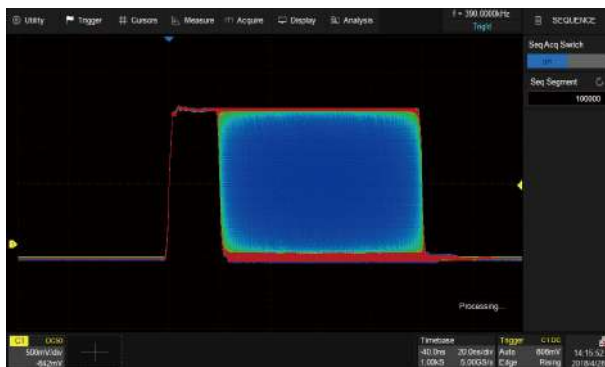 Utility Trigger Cursors Measure Acquire Display Analysis
f = 390.0000kHz
Trig'd
SEQUENCE
Seq Acq Switch
Seq Segment
100000
Processing...
C1 DC50
500mV/div
-842mV
Timebase
-40.0ns 20.0ns/div
1.00kS 5.00GS/s
Trigger C1 DC
Auto 808mV
Edge Rising
14:15:52
2018/4/28